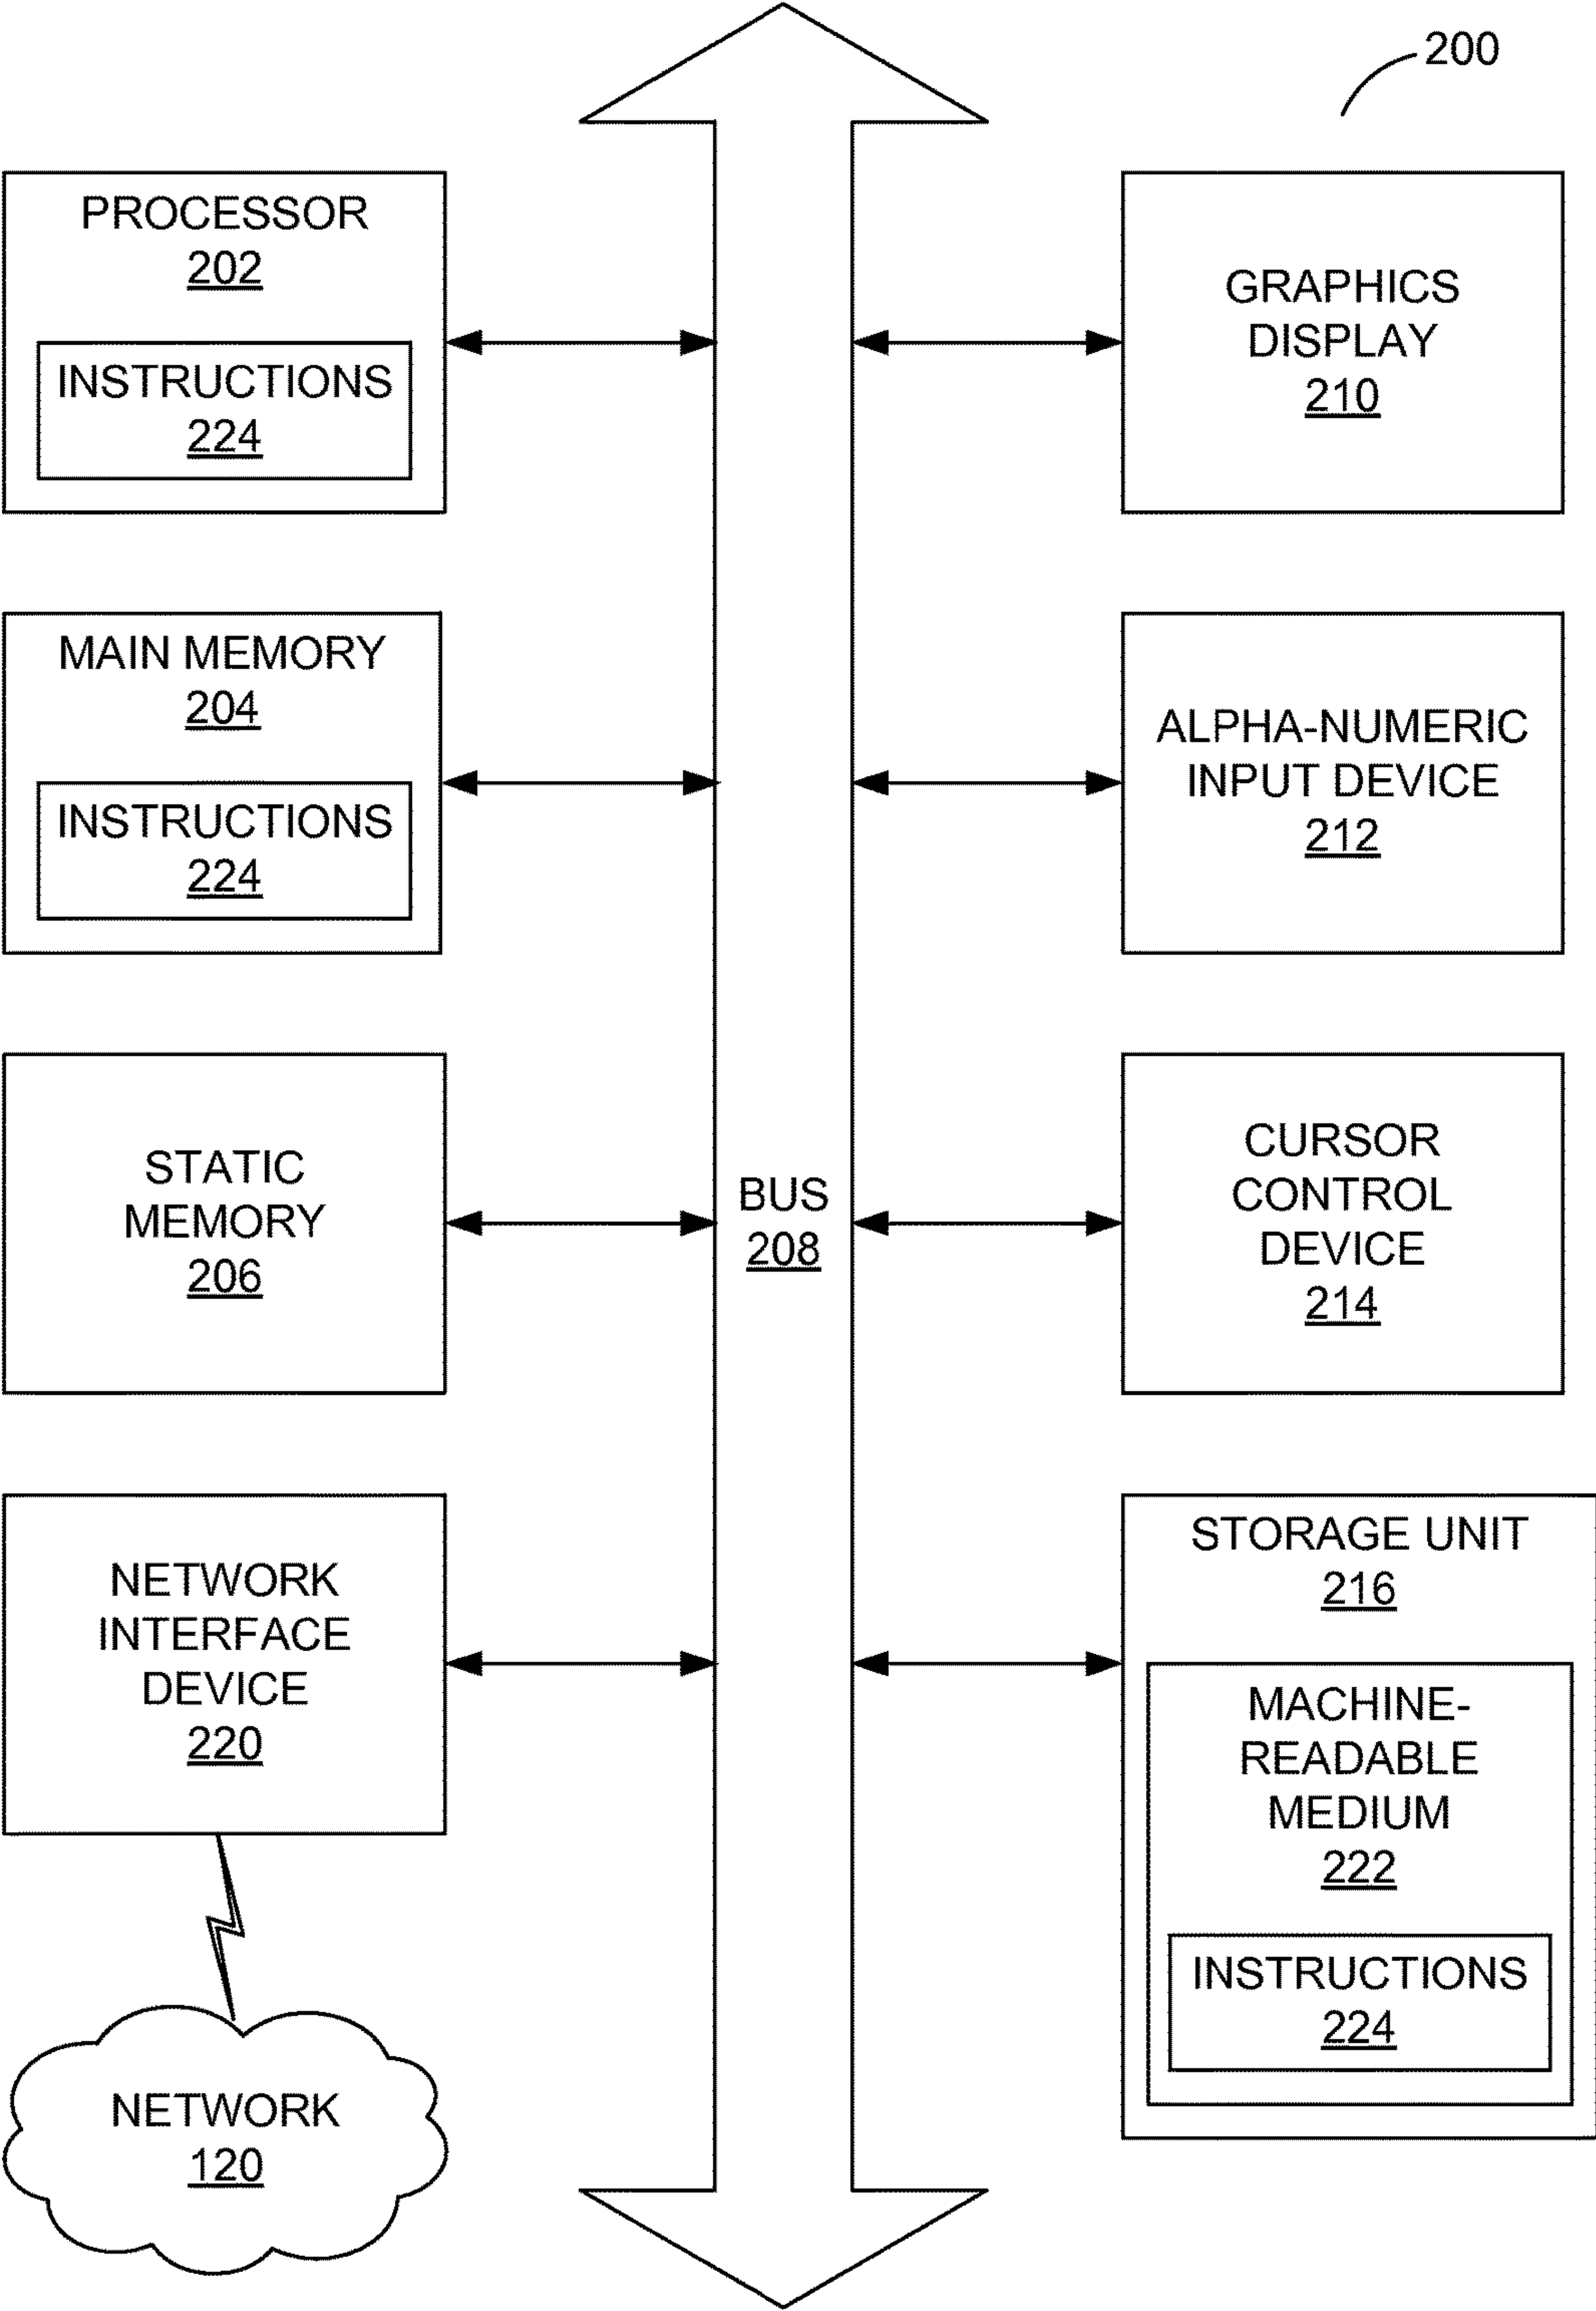 200
PROCESSOR
202
INSTRUCTIONS
224
GRAPHICS
DISPLAY
210
MAIN MEMORY
204
INSTRUCTIONS
224
ALPHA-NUMERIC
INPUT DEVICE
212
STATIC
MEMORY
206
BUS
208
CURSOR
CONTROL
DEVICE
214
NETWORK
INTERFACE
DEVICE
220
STORAGE UNIT
216
MACHINE-
READABLE
MEDIUM
222
INSTRUCTIONS
224
NETWORK
120